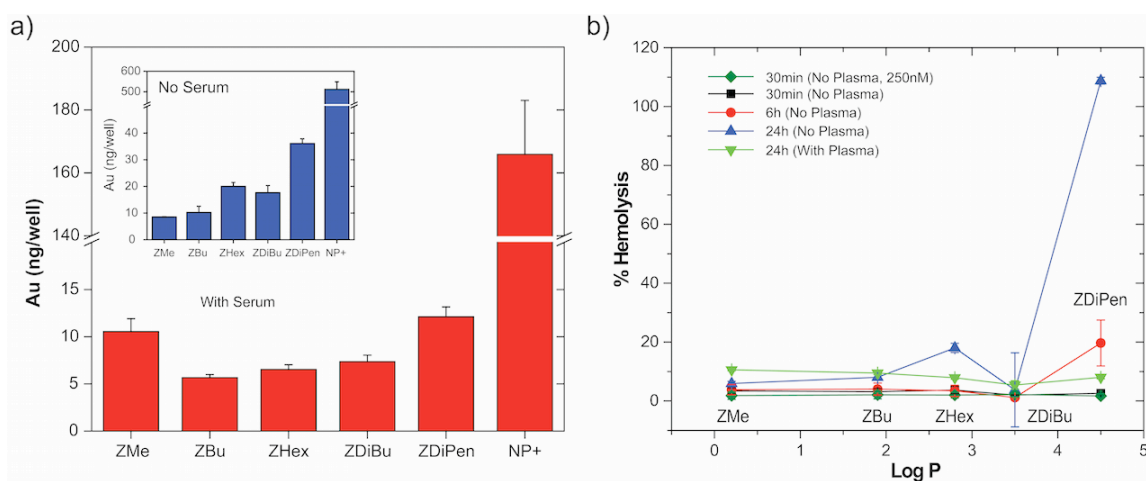 a)
200
180
160
140
15
10
5
0
Au (ng/well)
With Serum
ZMe ZBu ZHex ZDiBu ZDiPen NP+
No Serum
600
500
40
30
20
10
0
Au (ng/well)
ZMe ZBu ZHex ZDiBu ZDiPen NP+
b)
120
100
80
60
40
20
0
% Hemolysis
30min (No Plasma, 250nM)
30min (No Plasma)
6h (No Plasma)
24h (No Plasma)
24h (With Plasma)
ZDiPen
ZMe ZBu ZHex ZDiBu
0 1 2 3 4 5
Log P